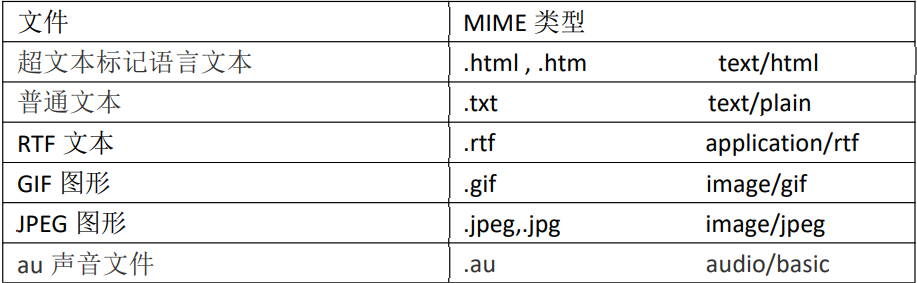 文件 MIME 类型
超文本标记语言文本 .html , .htm text/html
普通文本 .txt text/plain
RTF 文本 .rtf application/rtf
GIF 图形 .gif image/gif
JPEG 图形 .jpeg,.jpg image/jpeg
au 声音文件 .au audio/basic